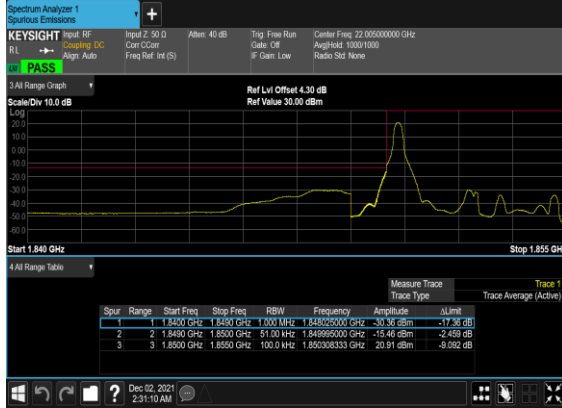 Spectrum Analyzer 1
Spurious Emissions
KEYSIGHT Input: RF Input Z: 50 Ω Atten: 40 dB Trig: Free Run Center Freq: 22.005000000 GHz
RL Coupling: DC Corr CCorr Gate: Off Avg|Hold: 1000/1000
Align: Auto Freq Ref: Int (S) IF Gain: Low Radio Std: None
PASS
3 All Range Graph
Ref Lvl Offset 4.30 dB
Scale/Div 10.0 dB Ref Value 30.00 dBm
Log
20.0
10.0
0.00
-10.0
-20.0
-30.0
-40.0
-50.0
-60.0
Start 1.840 GHz Stop 1.855 GH
4 All Range Table
Measure Trace Trace 1
Trace Type Trace Average (Active)
Spur Range Start Freq Stop Freq RBW Frequency Amplitude ΔLimit
1 1 1.8400 GHz 1.8490 GHz 1.000 MHz 1.848025000 GHz -30.36 dBm -17.36 dB
2 2 1.8490 GHz 1.8500 GHz 51.00 kHz 1.849995000 GHz -15.46 dBm -2.459 dB
3 3 1.8500 GHz 1.8550 GHz 100.0 kHz 1.850308333 GHz 20.91 dBm -9.092 dB
Dec 02, 2021
2:31:10 AM